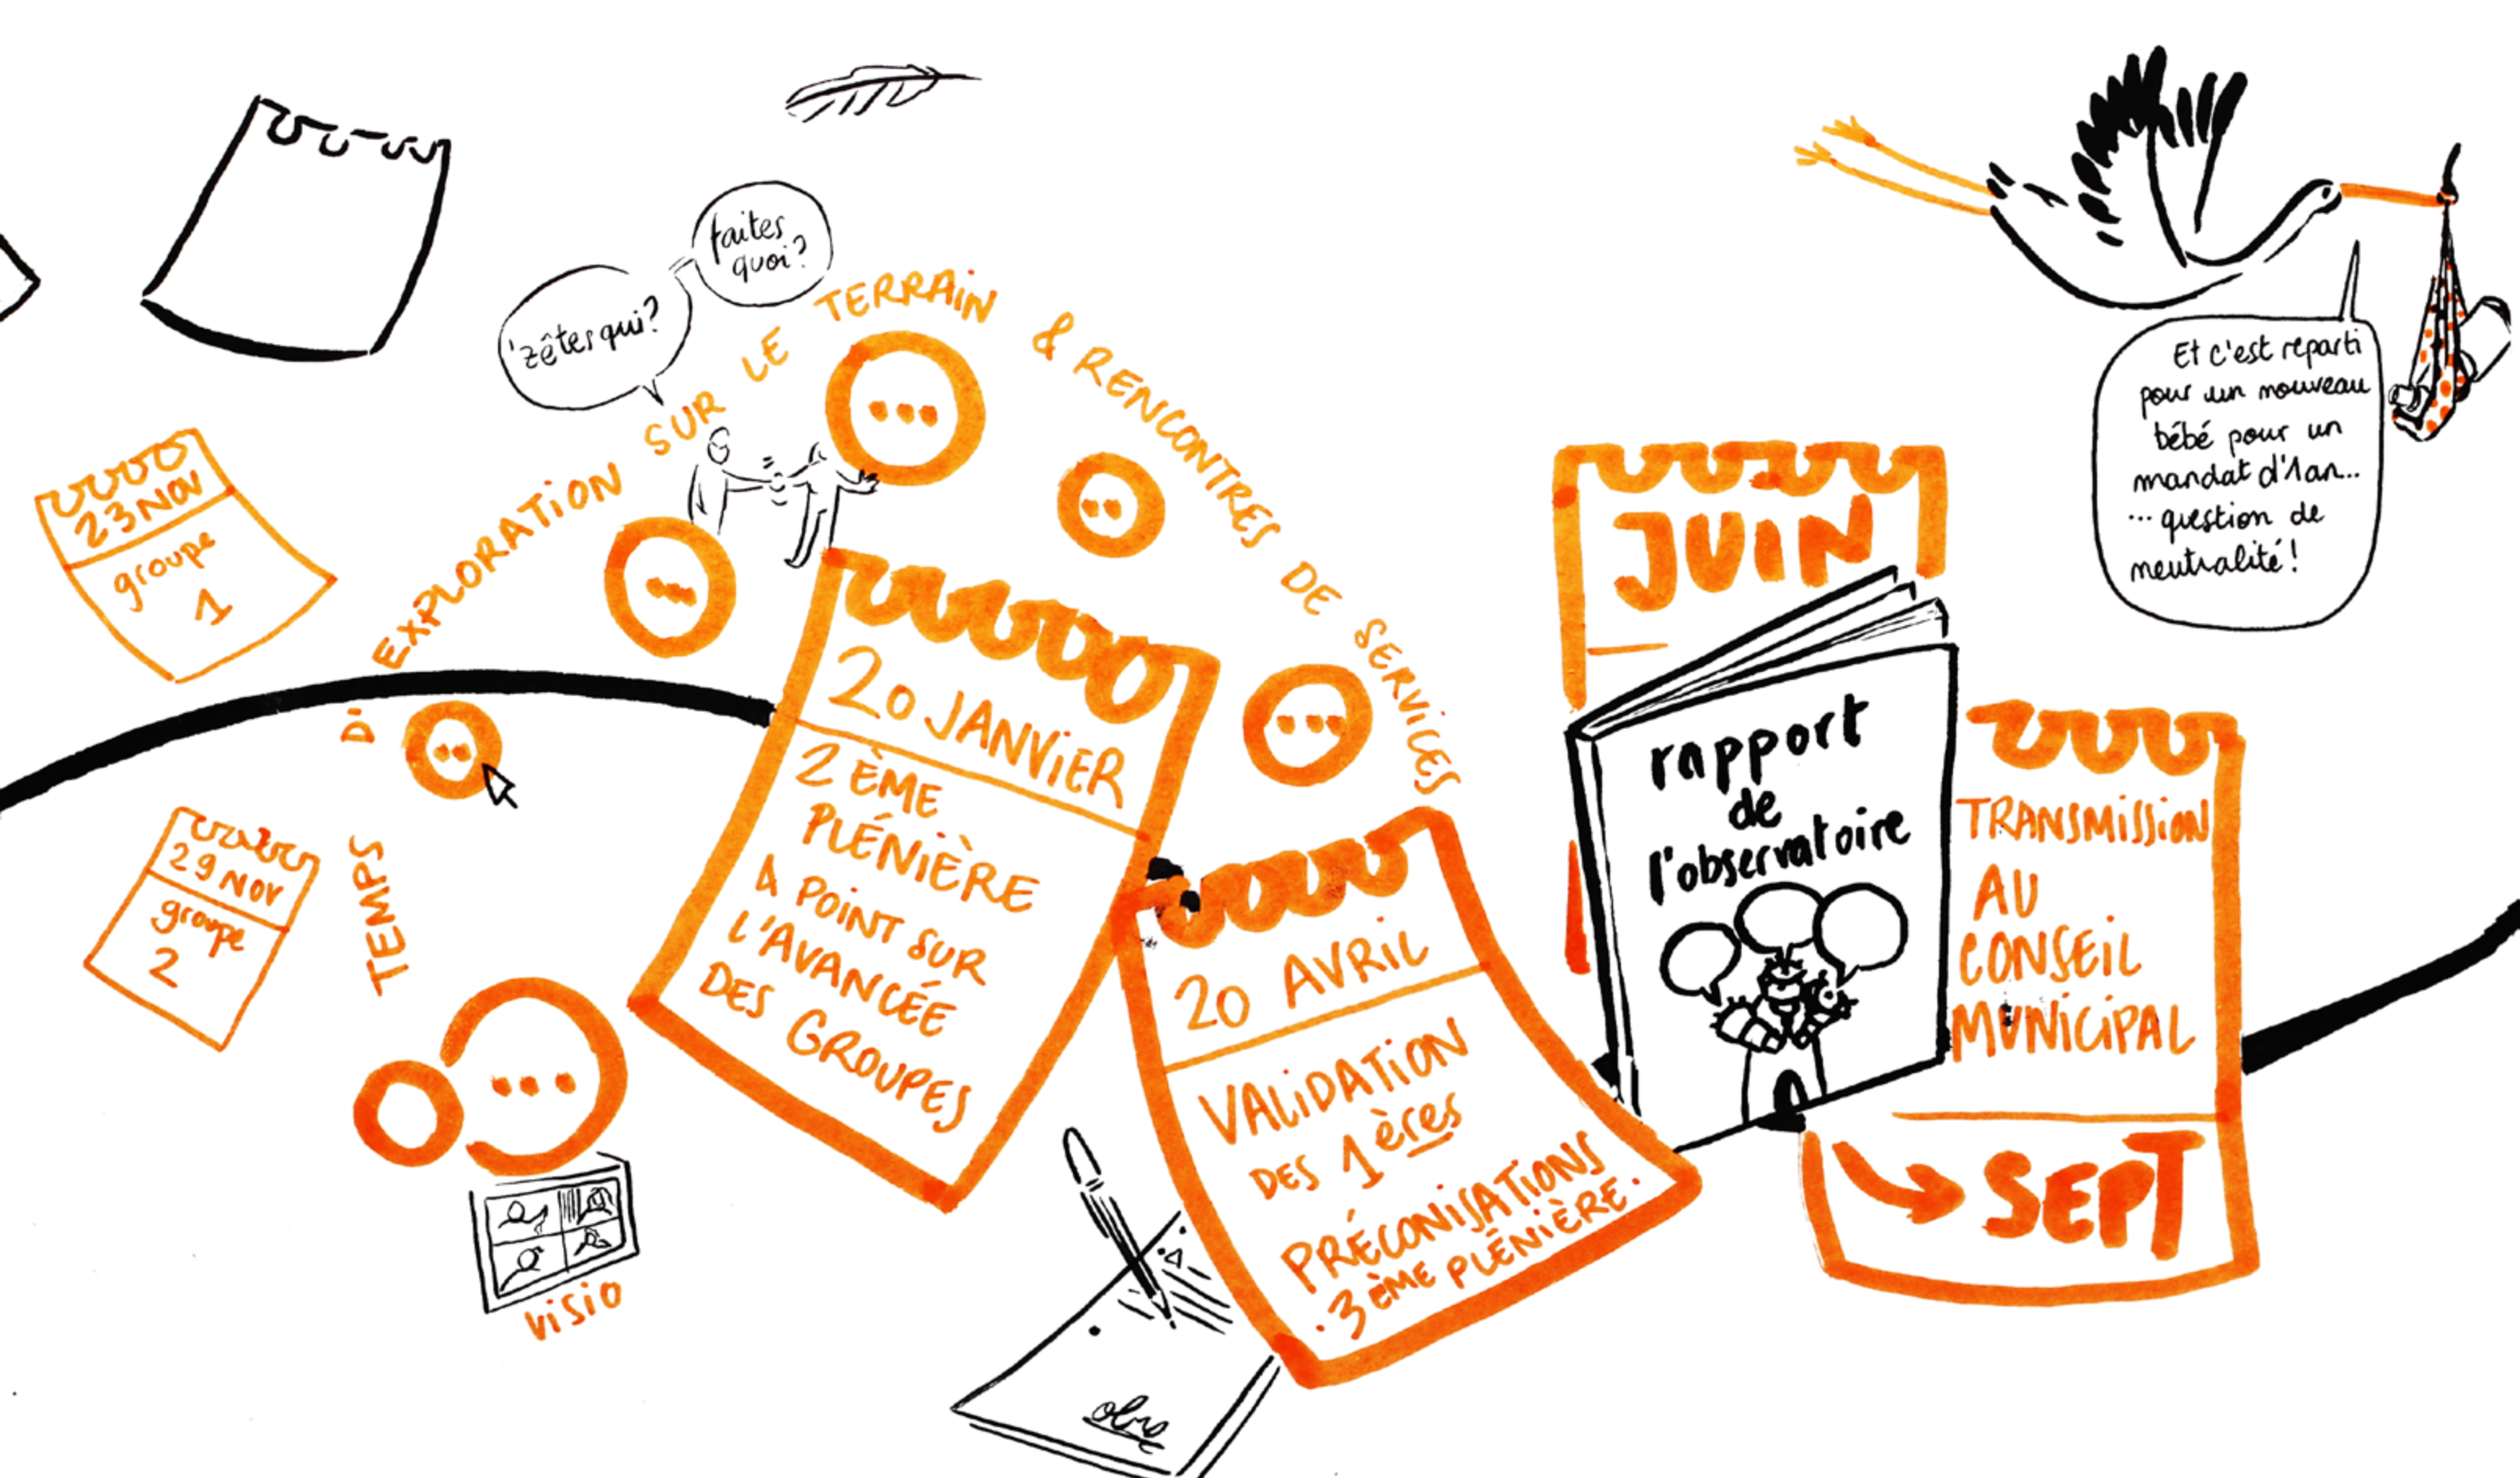 23 NOV
groupe
1
29 NOV
groupe
2
TEMPS
D'EXPLORATION SUR LE TERRAIN & RENCONTRES DE SERVICES
'zêtes qui?
faites
quoi?
visio
20 JANVIER
2 ÈME
PLÉNIÈRE
POINT SUR
L'AVANCÉE
DES GROUPES
20 AVRIL
VALIDATION
DES 1ères
PRÉCONISATIONS
• 3 ÈME PLÉNIÈRE •
JUIN
rapport
de
l'observatoire
TRANSMISSION
AU
CONSEIL
MUNICIPAL
→ SEPT
Et c'est reparti
pour un nouveau
bébé pour un
mandat d'1an...
... question de
neutralité!